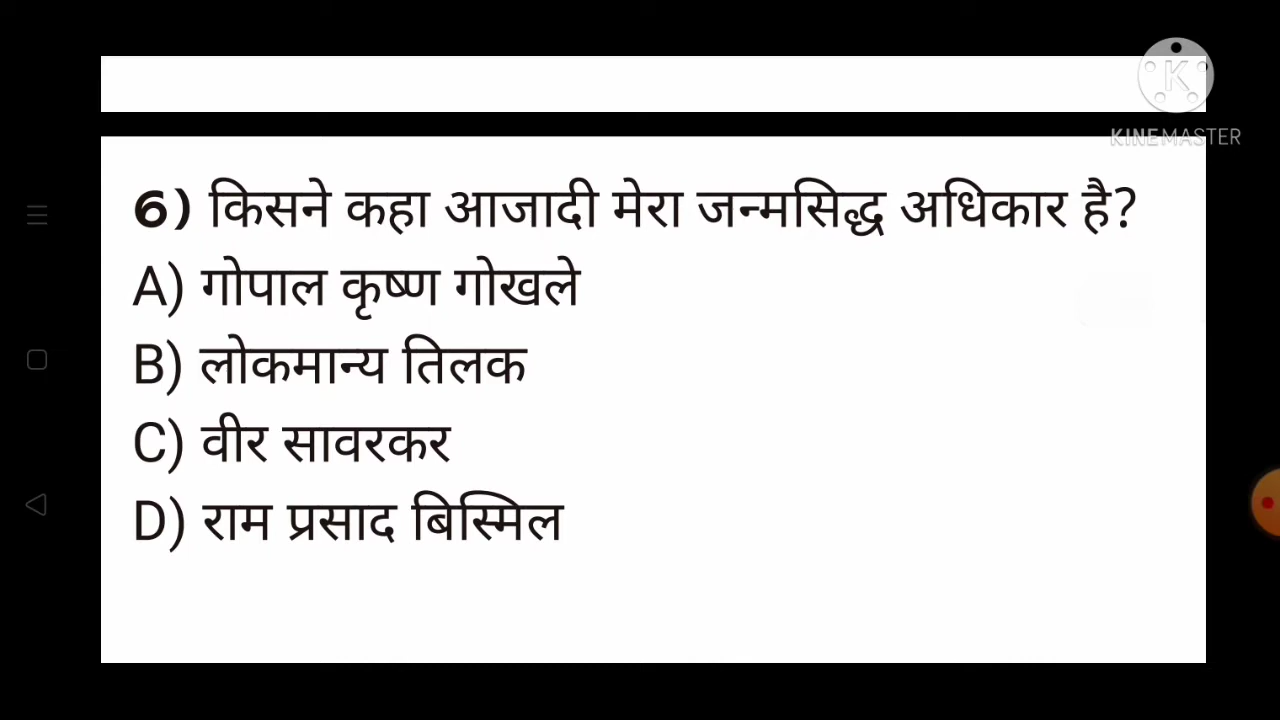 K
KINEMASTER
6) किसने कहा आजादी मेरा जन्मसिद्ध अधिकार है?
A) गोपाल कृष्ण गोखले
B) लोकमान्य तिलक
C) वीर सावरकर
D) राम प्रसाद बिस्मिल